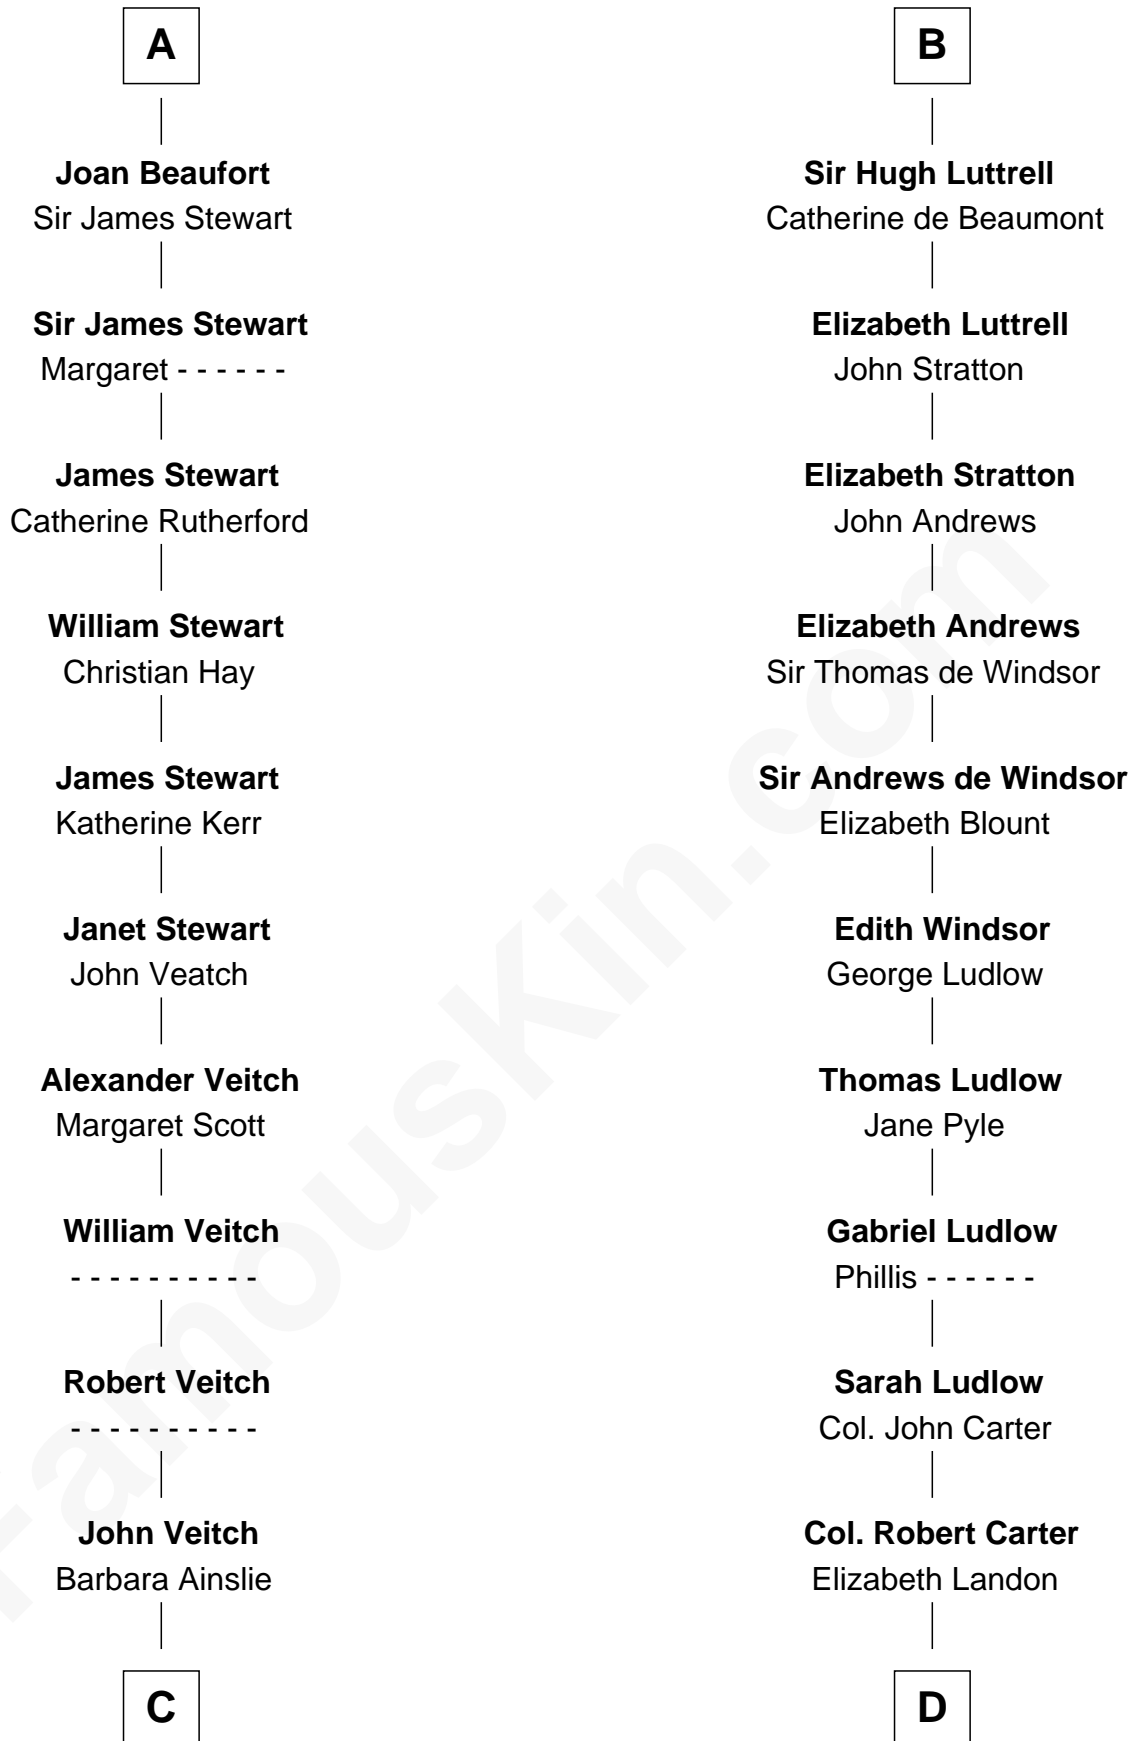 A
Joan Beaufort
Sir James Stewart
Sir James Stewart
Margaret - - - - - -
James Stewart
Catherine Rutherford
William Stewart
Christian Hay
James Stewart
Katherine Kerr
Janet Stewart
John Veatch
Alexander Veitch
Margaret Scott
William Veitch
- - - - - - - - - -
Robert Veitch
- - - - - - - - - -
John Veitch
Barbara Ainslie
C
B
Sir Hugh Luttrell
Catherine de Beaumont
Elizabeth Luttrell
John Stratton
Elizabeth Stratton
John Andrews
Elizabeth Andrews
Sir Thomas de Windsor
Sir Andrews de Windsor
Elizabeth Blount
Edith Windsor
George Ludlow
Thomas Ludlow
Jane Pyle
Gabriel Ludlow
Phillis - - - - - -
Sarah Ludlow
Col. John Carter
Col. Robert Carter
Elizabeth Landon
D
FamousKin.com